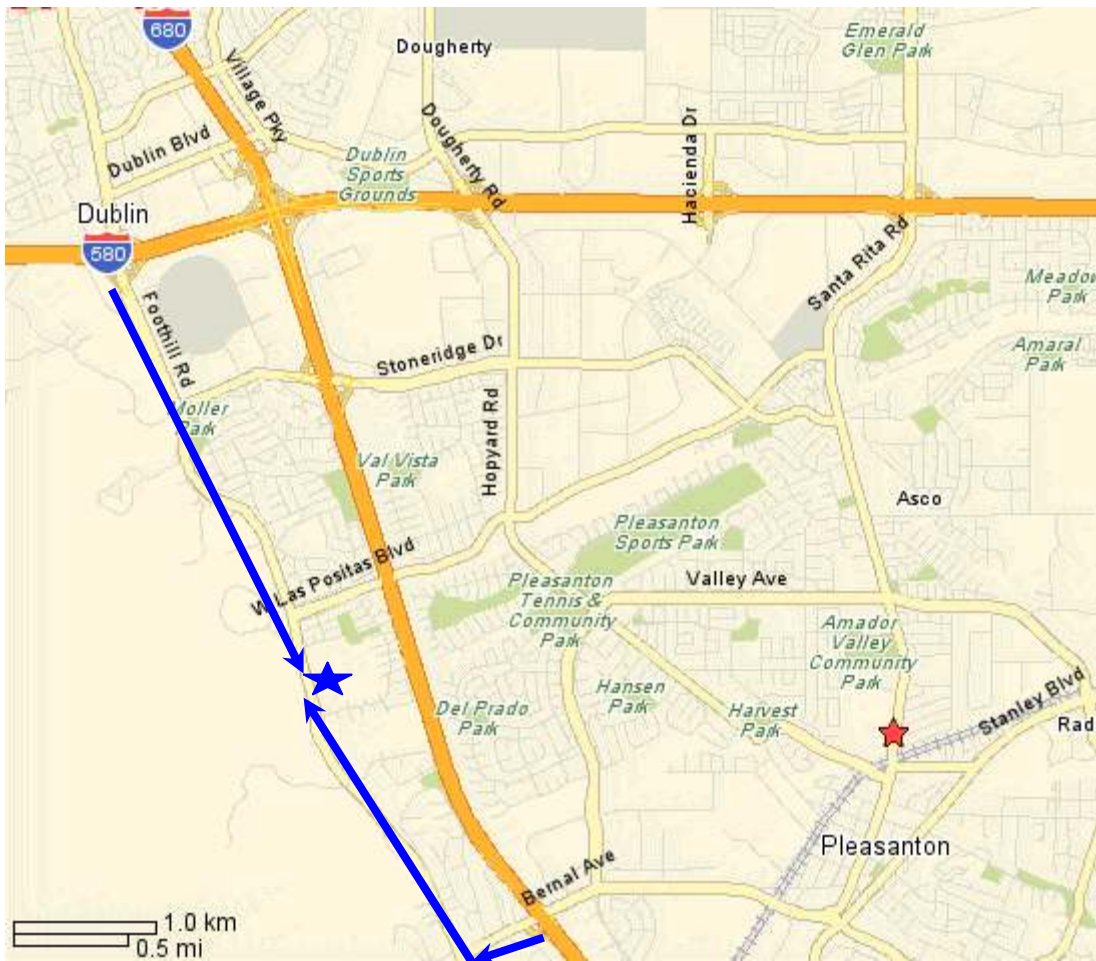 680
Dougherty
Emerald
Glen Park
Village Pky
Dublin Blvd
Dublin
Sports
Grounds
Dougherty Rd
Hacienda Dr
Dublin
580
Santa Rita Rd
Meadow
Park
Foothill Rd
Stoneridge Dr
Amaral
Park
Moller
Park
Hopyard Rd
Val Vista
Park
Asco
Pleasanton
Sports Park
W Las Positas Blvd
Pleasanton
Tennis &
Community
Park
Valley Ave
Amador
Valley
Community
Park
Hansen
Park
Del Prado
Park
Harvest
Park
Stanley Blvd
Rad
Pleasanton
Bernal Ave
1.0 km
0.5 mi